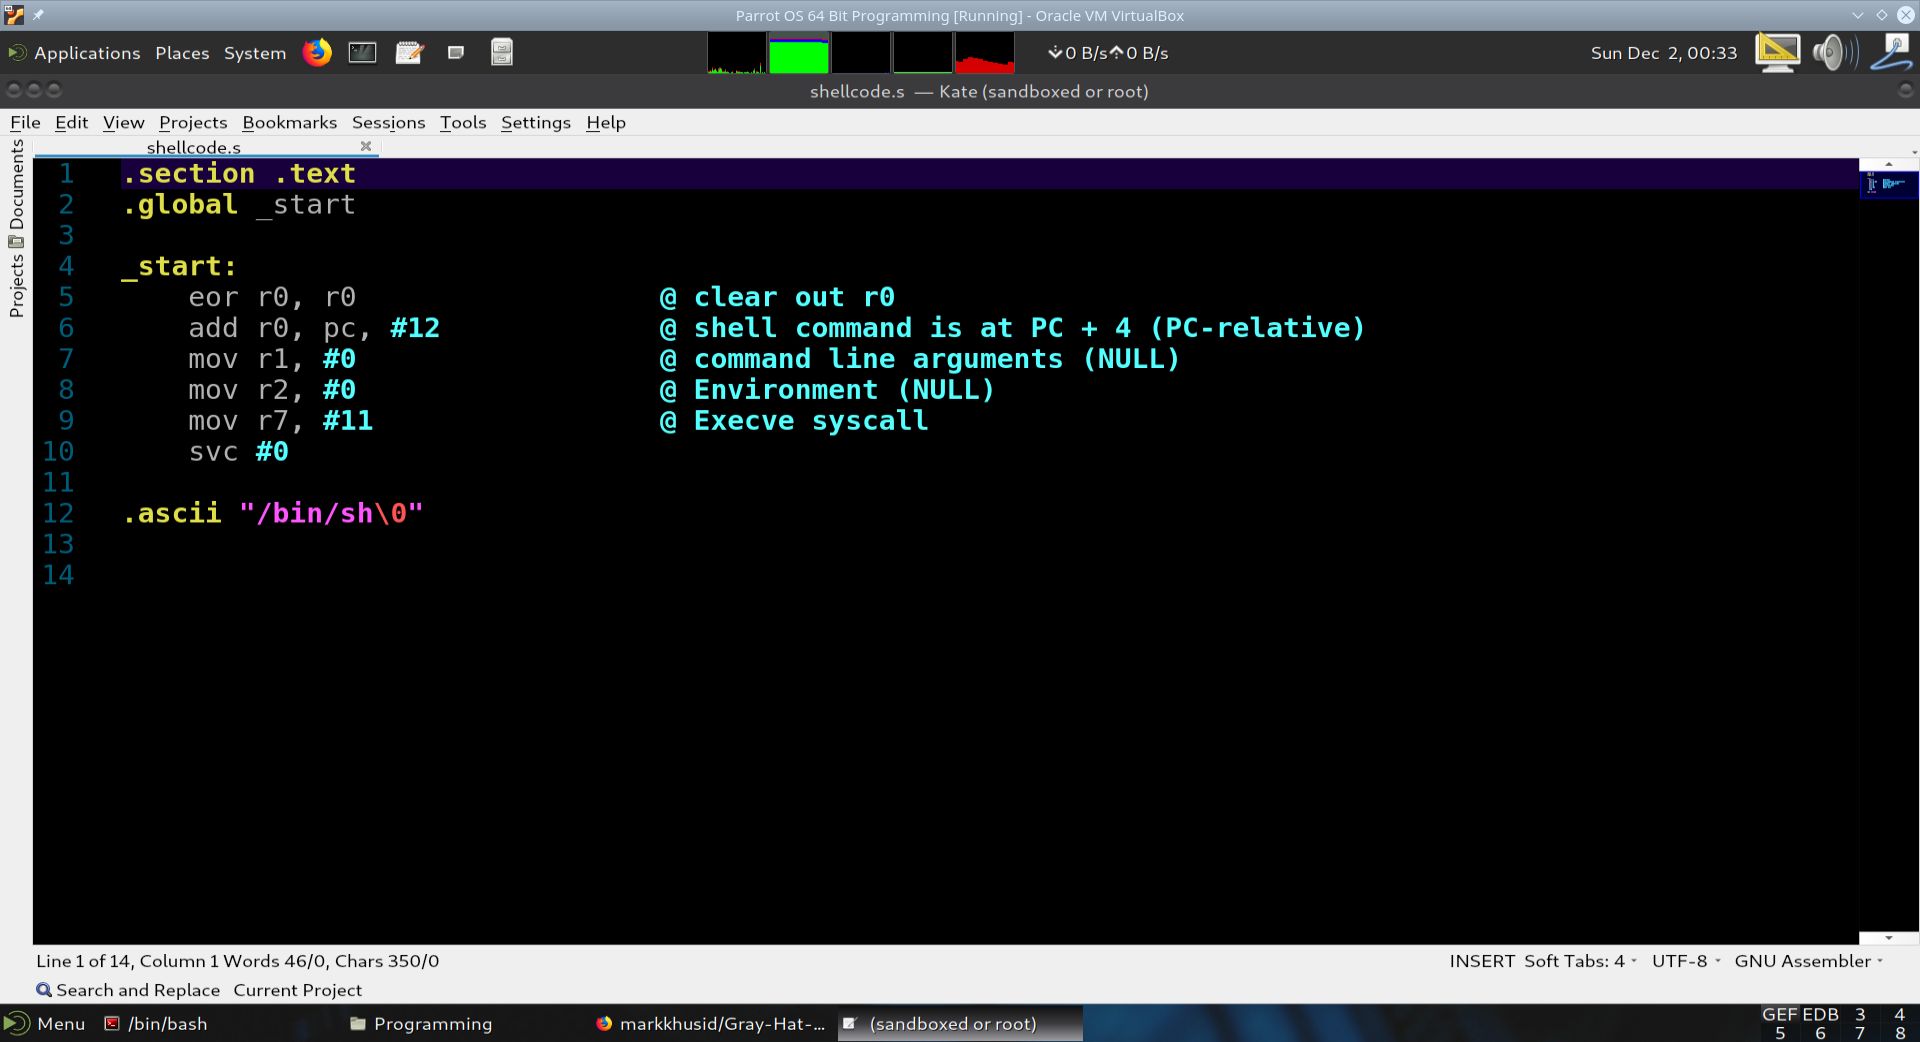 Parrot OS 64 Bit Programming [Running] - Oracle VM VirtualBox
Applications Places System 0 B/s 0 B/s Sun Dec 2, 00:33
shellcode.s — Kate (sandboxed or root)
File Edit View Projects Bookmarks Sessions Tools Settings Help
shellcode.s
Documents
Projects
1 .section .text
2 .global _start
3
4 _start:
5     eor r0, r0                  @ clear out r0
6     add r0, pc, #12             @ shell command is at PC + 4 (PC-relative)
7     mov r1, #0                  @ command line arguments (NULL)
8     mov r2, #0                  @ Environment (NULL)
9     mov r7, #11                 @ Execve syscall
10     svc #0
11
12 .ascii "/bin/sh\0"
13
14
Line 1 of 14, Column 1 Words 46/0, Chars 350/0 INSERT Soft Tabs: 4 UTF-8 GNU Assembler
Search and Replace Current Project
Menu /bin/bash Programming markkhusid/Gray-Hat-... (sandboxed or root) GEF EDB 3 4
5 6 7 8